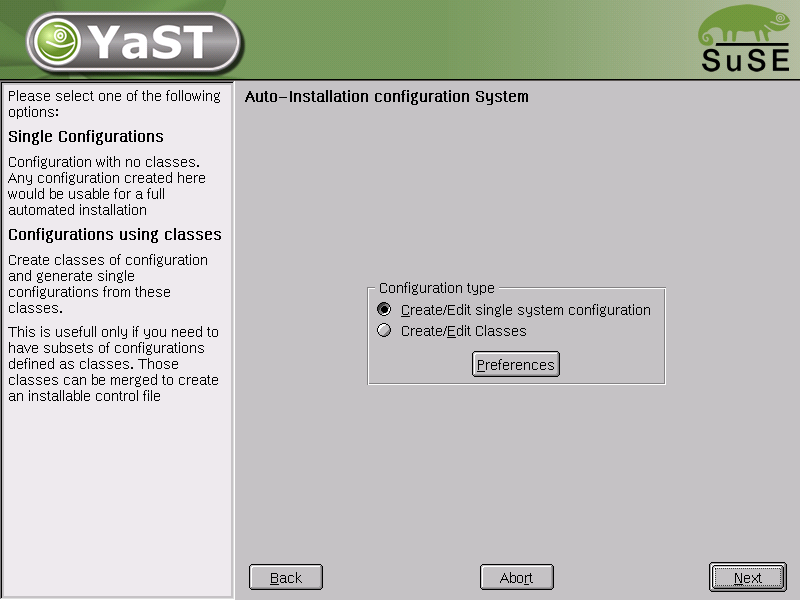 YaST
SuSE
Please select one of the following
options:
Single Configurations
Configuration with no classes.
Any configuration created here
would be usable for a full
automated installation
Configurations using classes
Create classes of configuration
and generate single
configurations from these
classes.
This is usefull only if you need to
have subsets of configurations
defined as classes. Those
classes can be merged to create
an installable control file
Auto-Installation configuration System
Configuration type
Create/Edit single system configuration
Create/Edit Classes
Preferences
Back
Abort
Next